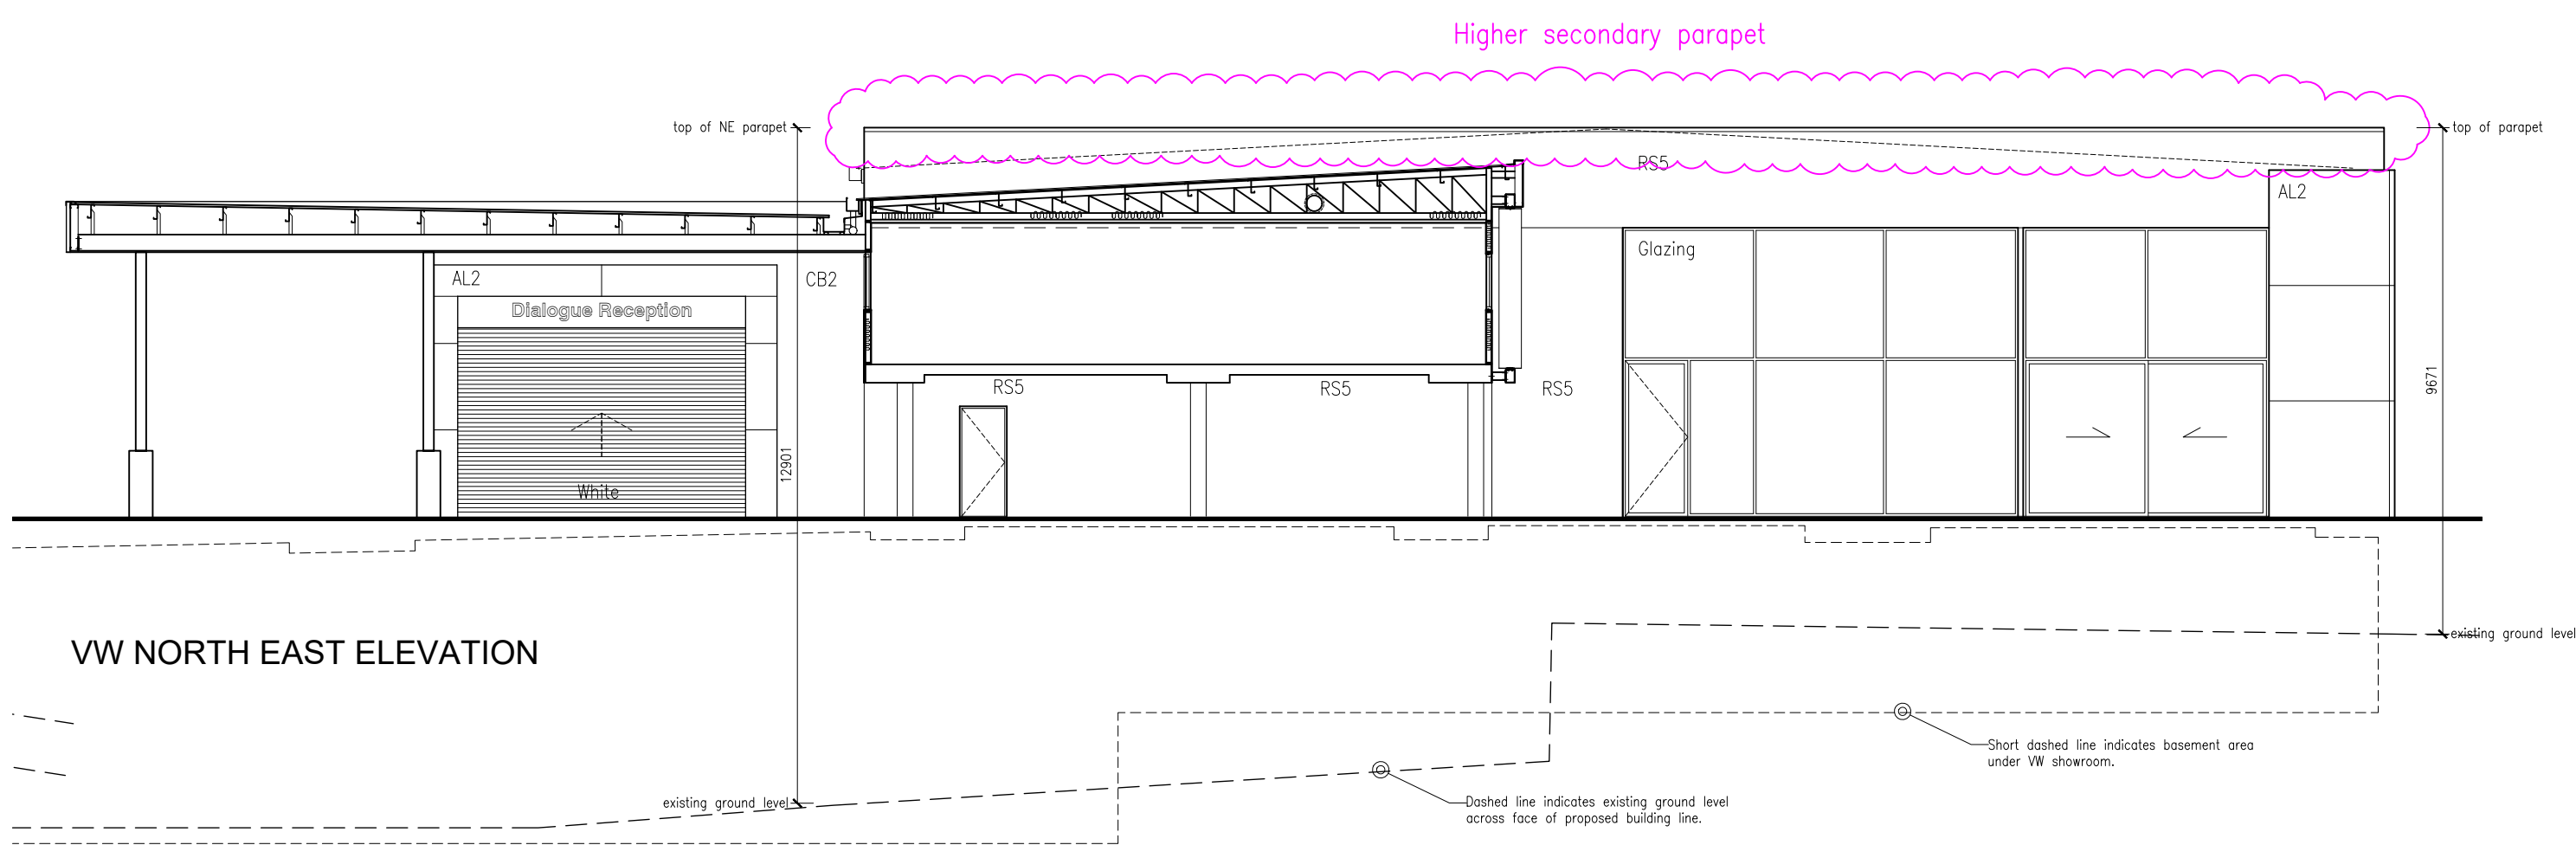 Higher secondary parapet
top of NE parapet
top of parapet
RS5
AL2
Glazing
AL2
CB2
Dialogue Reception
RS5
RS5
RS5
9671
12901
White
VW NORTH EAST ELEVATION
existing ground level
Short dashed line indicates basement area
under VW showroom.
existing ground level
Dashed line indicates existing ground level
across face of proposed building line.